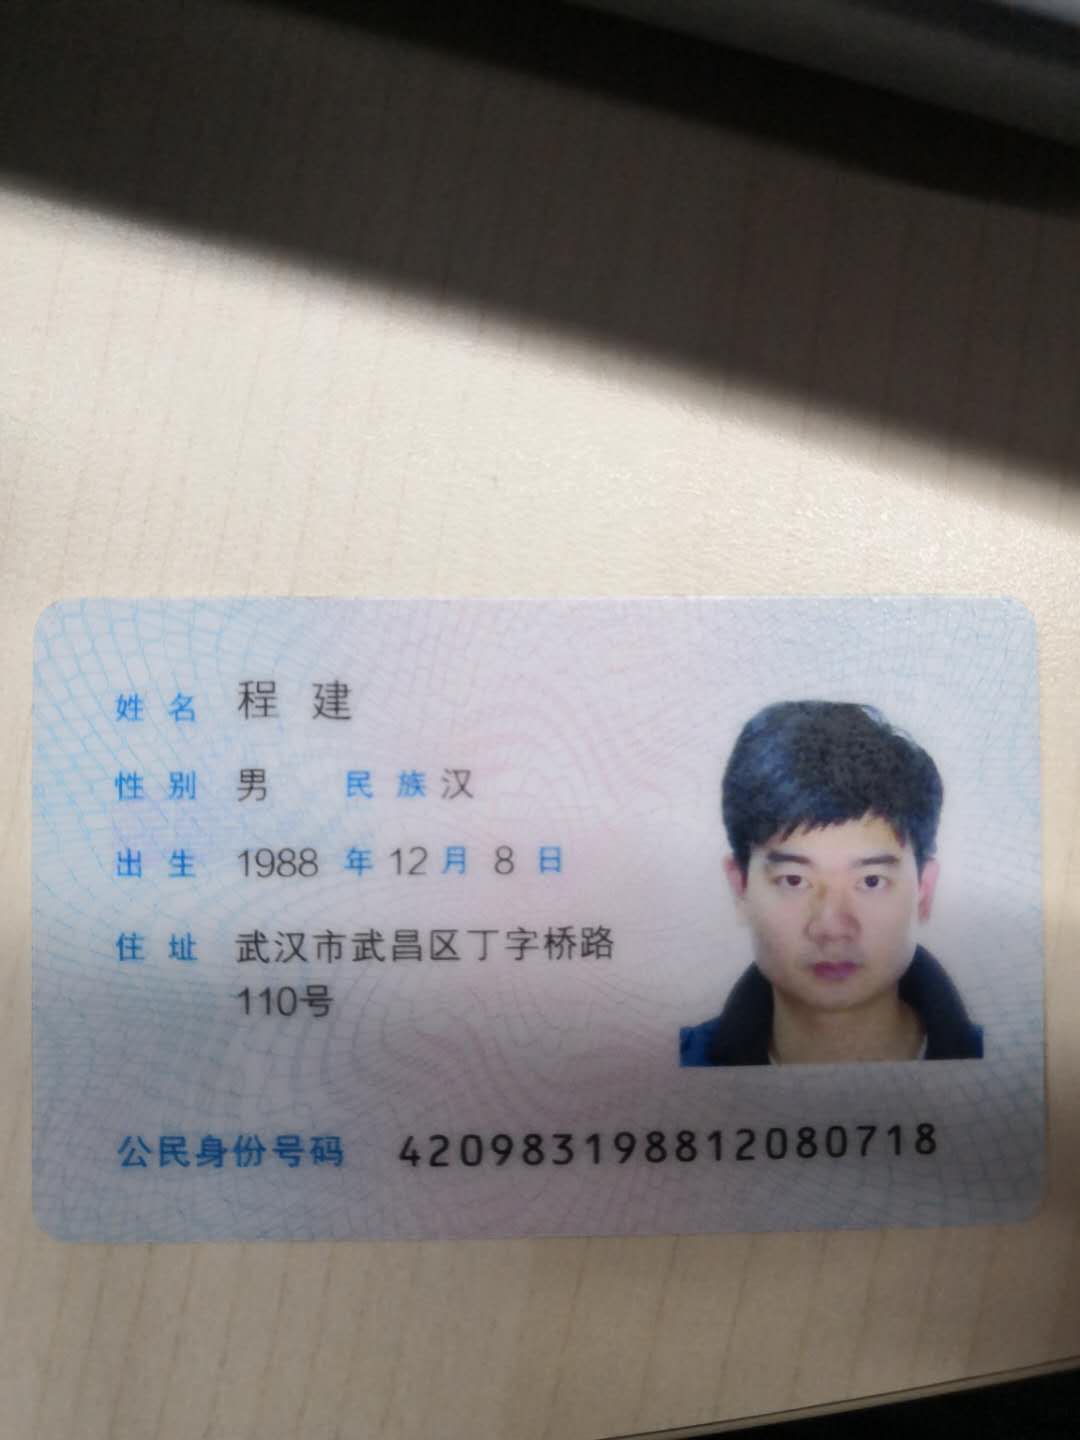 姓名 程建
性别 男 民族 汉
出生 1988 年 12 月 8 日
住址 武汉市武昌区丁字桥路
110号
公民身份号码 420983198812080718